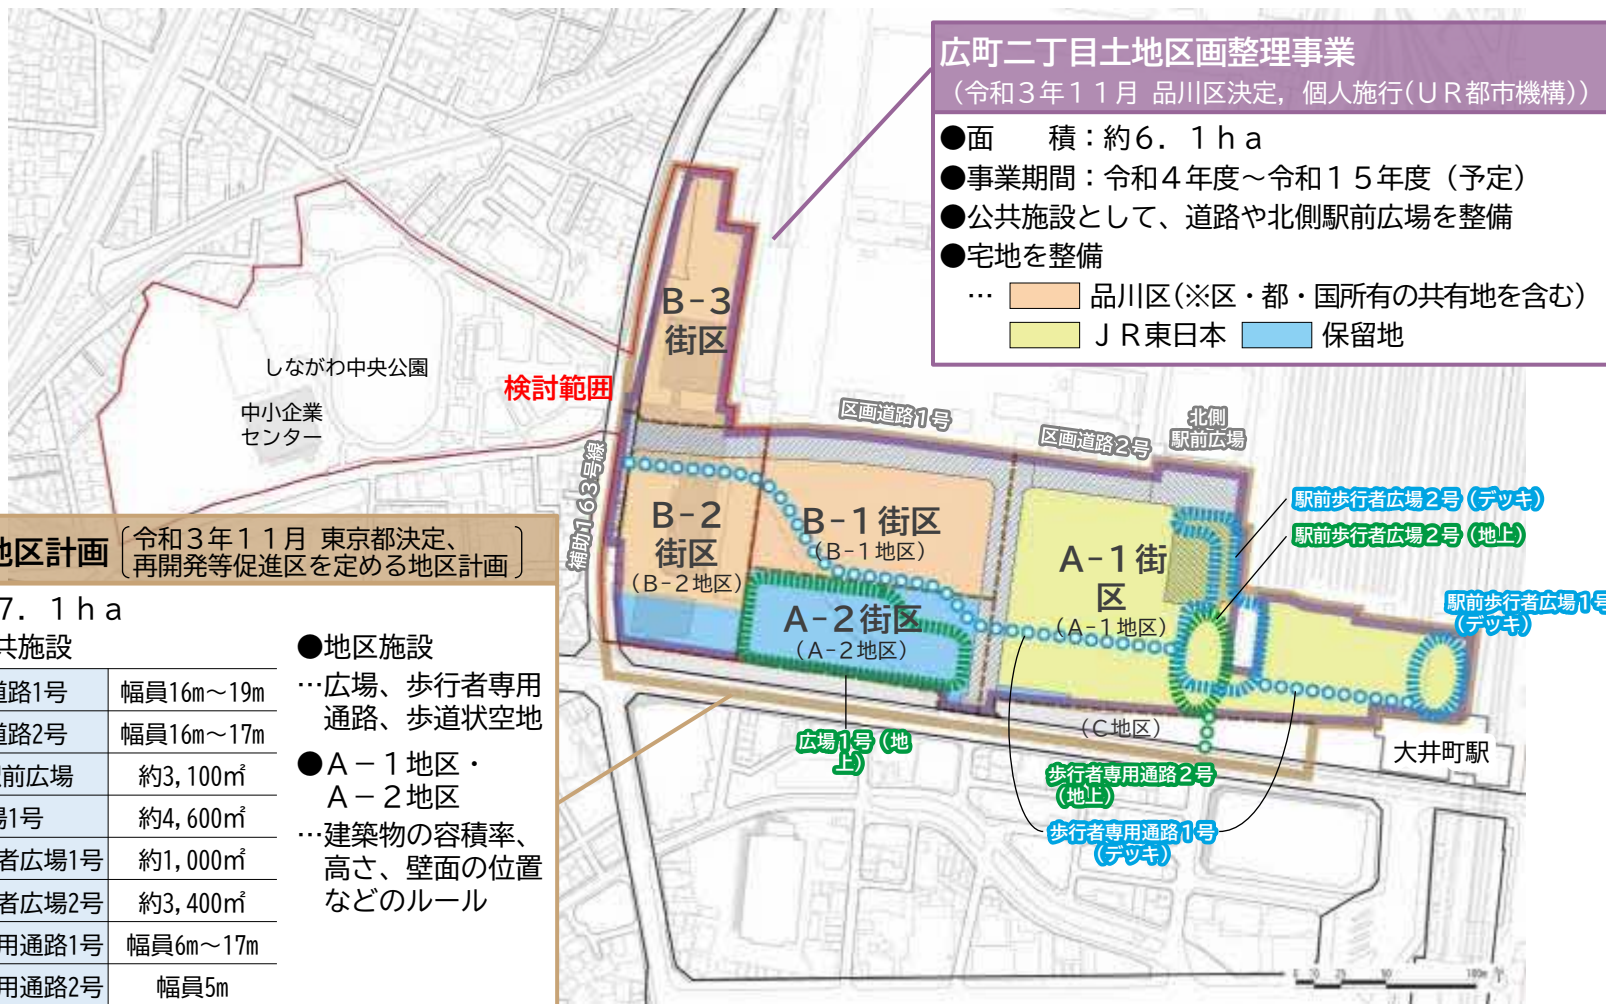 広町二丁目土地区画整理事業
（令和３年１１月 品川区決定，個人施行(ＵＲ都市機構)）
●面　　積：約６．１ｈａ
●事業期間：令和４年度～令和１５年度（予定）
●公共施設として、道路や北側駅前広場を整備
●宅地を整備
… 品川区(※区・都・国所有の共有地を含む)
ＪＲ東日本 保留地
B-3
街区
しながわ中央公園
中小企業
センター
検討範囲
区画道路1号
区画道路2号
北側
駅前広場
補助163号線
B-2
街区
(B-2地区)
B-1街区
(B-1地区)
A-1街
区
(A-1地区)
A-2街区
(A-2地区)
駅前歩行者広場2号（デッキ）
駅前歩行者広場2号（地上）
駅前歩行者広場1号
（デッキ）
(C地区)
大井町駅
広場1号（地
上）
歩行者専用通路2号
（地上）
歩行者専用通路1号
（デッキ）
地区計画
令和３年１１月 東京都決定、
再開発等促進区を定める地区計画
7．1ｈａ
共施設
道路1号 幅員16m～19m
道路2号 幅員16m～17m
駅前広場 約3,100㎡
場1号 約4,600㎡
者広場1号 約1,000㎡
者広場2号 約3,400㎡
用通路1号 幅員6m～17m
用通路2号 幅員5m
●地区施設
…広場、歩行者専用
通路、歩道状空地
●Ａ－１地区・
Ａ－２地区
…建築物の容積率、
高さ、壁面の位置
などのルール